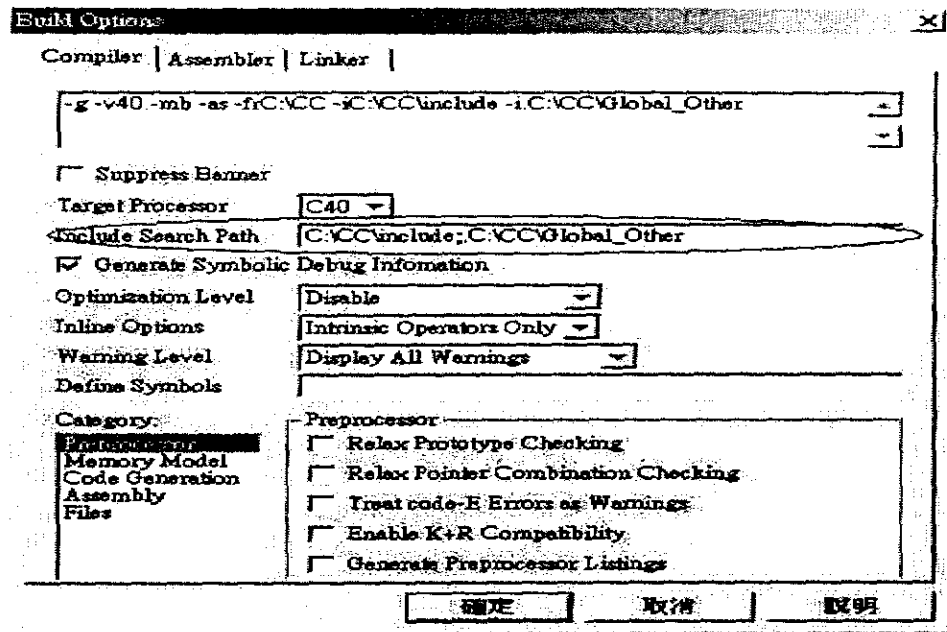 Build Options
Compiler | Assembler | Linker |
-g -v40 -mb -as -frC:\CC -iC:\CC\include -i.C:\CC\Global_Other
Suppress Banner
Target Processor C40
Include Search Path C:\CC\include;.C:\CC\Global_Other
Generate Symbolic Debug Infomation
Optimization Level Disable
Inline Options Intrinsic Operators Only
Warning Level Display All Warnings
Define Symbols
Category:
Preprocessor
Memory Model
Code Generation
Assembly
Files
Preprocessor
Relax Prototype Checking
Relax Pointer Combination Checking
Treat code-E Errors as Warnings
Enable K+R Compatibility
Generate Preprocessor Listings
確定 取消 説明